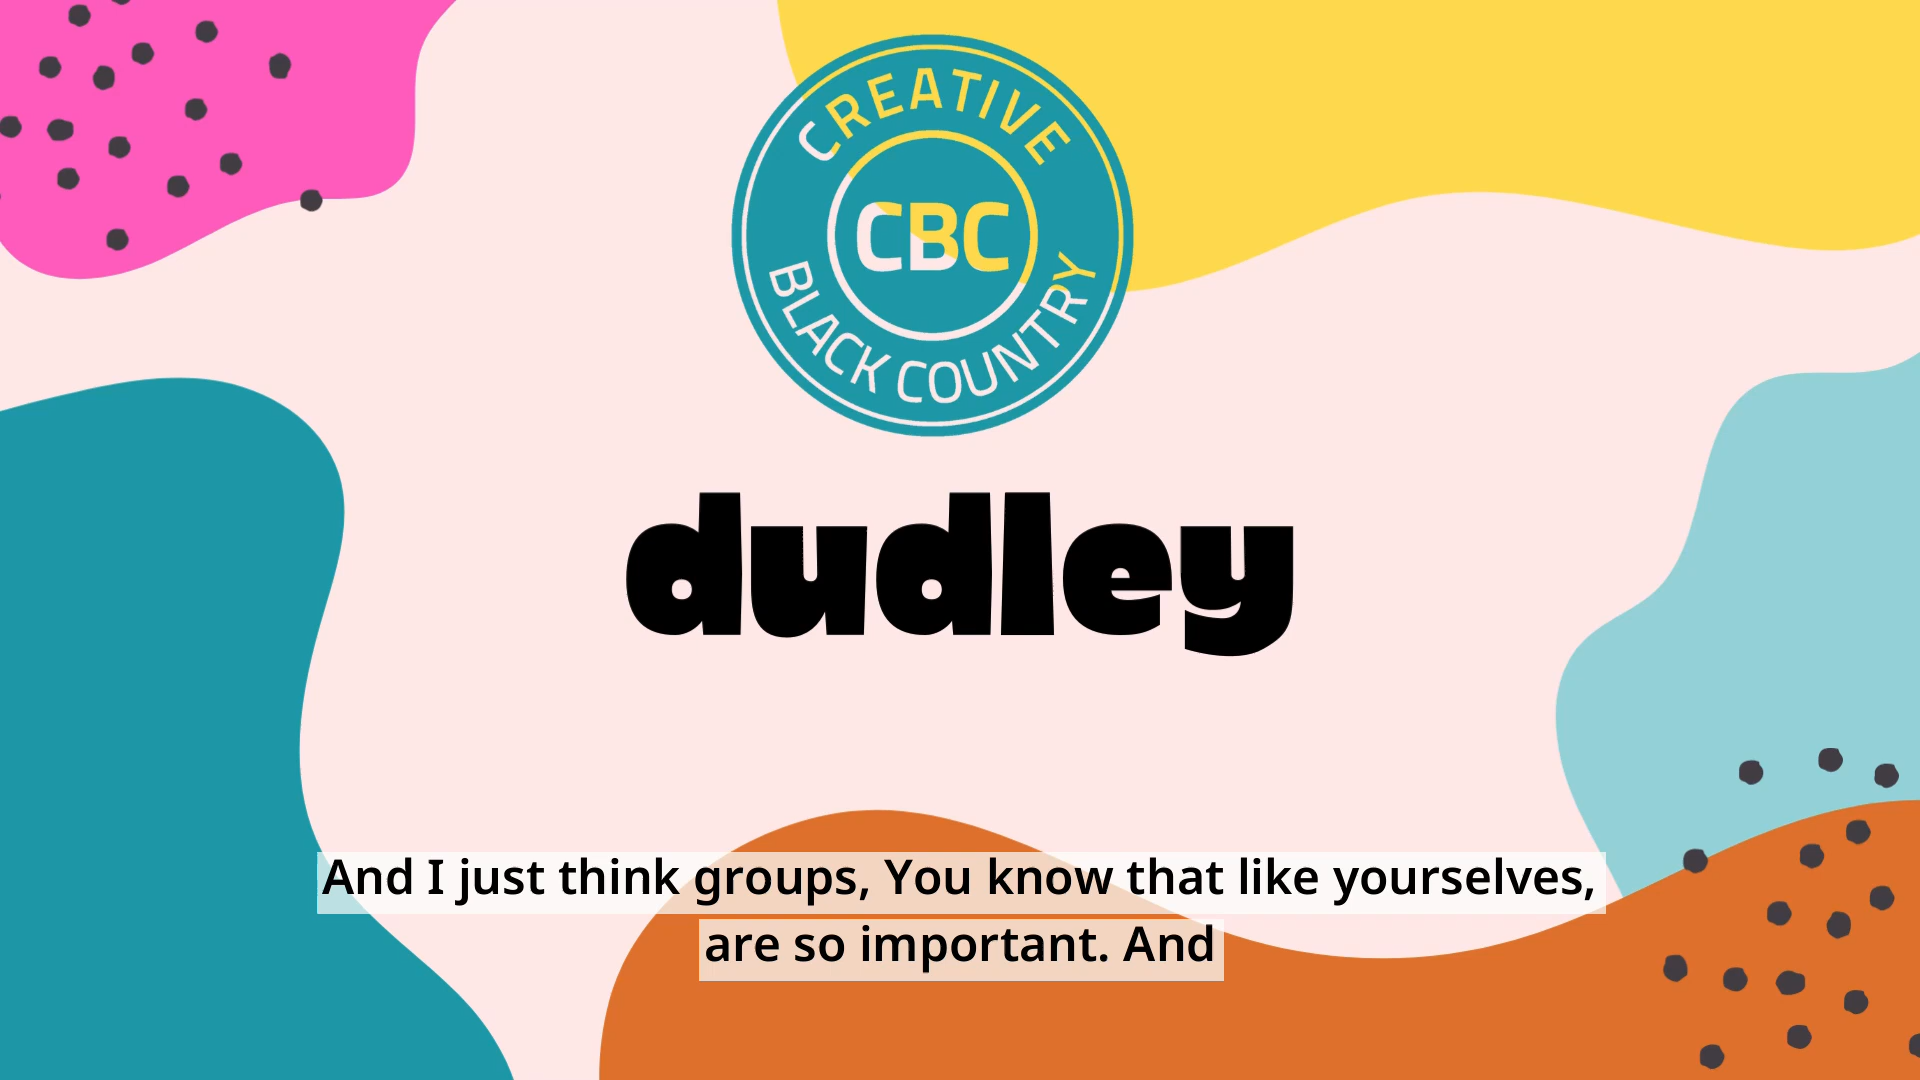 CREATIVE
CBC
BLACK COUNTRY
dudley
And I just think groups, You know that like yourselves,
are so important. And